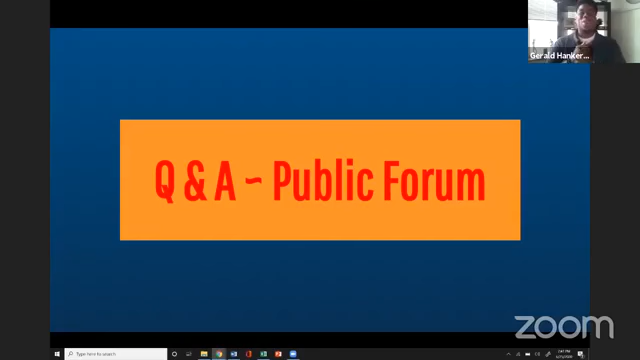 Gerald Hanker...
Q & A ~ Public Forum
zoom
Type here to search